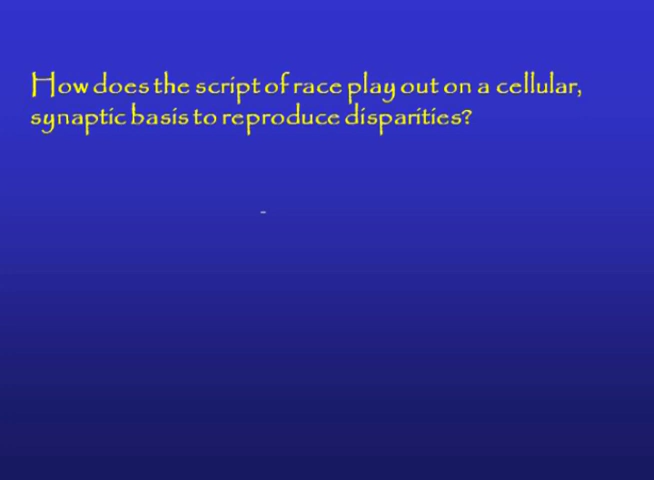 How does the script of race play out on a cellular,
synaptic basis to reproduce disparities?
-